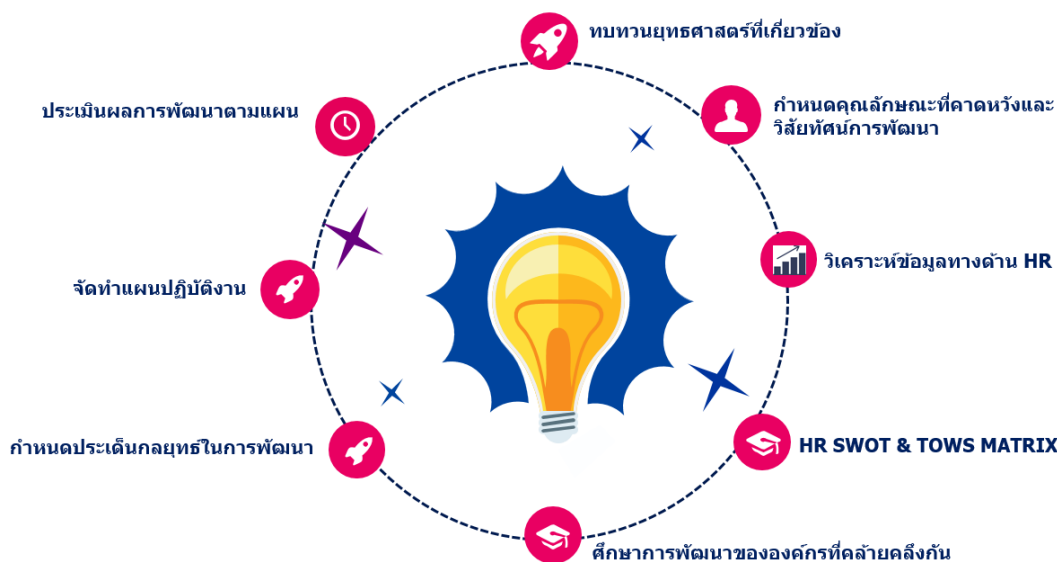 ทบทวนยุทธศาสตร์ที่เกี่ยวข้อง
กำหนดคุณลักษณะที่คาดหวังและ
วิสัยทัศน์การพัฒนา
วิเคราะห์ข้อมูลทางด้าน HR
HR SWOT & TOWS MATRIX
ศึกษาการพัฒนาขององค์กรที่คล้ายคลึงกัน
กำหนดประเด็นกลยุทธ์ในการพัฒนา
จัดทำแผนปฏิบัติงาน
ประเมินผลการพัฒนาตามแผน